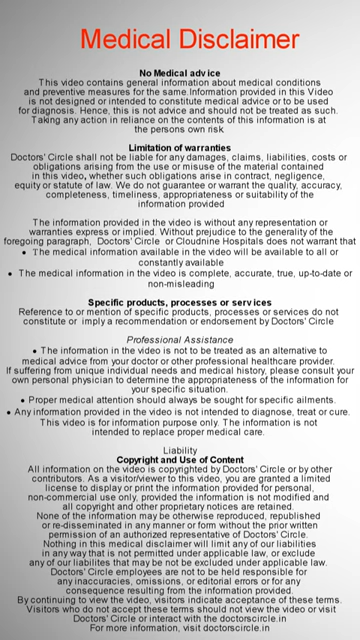 Medical Disclaimer
No Medical advice
This video contains general information about medical conditions
and preventive measures for the same.Information provided in this Video
is not designed or intended to constitute medical advice or to be used
for diagnosis. Hence, this is not advice and should not be treated as such.
Taking any action in reliance on the contents of this information is at
the persons own risk
Limitation of warranties
Doctors' Circle shall not be liable for any damages, claims, liabilities, costs or
obligations arising from the use or misuse of the material contained
in this video, whether such obligations arise in contract, negligence,
equity or statute of law. We do not guarantee or warrant the quality, accuracy,
completeness, timeliness, appropriateness or suitability of the
information provided
The information provided in the video is without any representation or
warranties express or implied. Without prejudice to the generality of the
foregoing paragraph, Doctors' Circle or Cloudnine Hospitals does not warrant that
• The medical information available in the video will be available to all or
constantly available
• The medical information in the video is complete, accurate, true, up-to-date or
non-misleading
Specific products, processes or services
Reference to or mention of specific products, processes or services do not
constitute or imply a recommendation or endorsement by Doctors' Circle
Professional Assistance
• The information in the video is not to be treated as an alternative to
medical advice from your doctor or other professional healthcare provider.
If suffering from unique individual needs and medical history, please consult your
own personal physician to determine the appropriateness of the information for
your specific situation.
• Proper medical attention should always be sought for specific ailments.
• Any information provided in the video is not intended to diagnose, treat or cure.
This video is for information purpose only. The information is not
intended to replace proper medical care.
Liability
Copyright and Use of Content
All information on the video is copyrighted by Doctors' Circle or by other
contributors. As a visitor/viewer to this video, you are granted a limited
license to display or print the information provided for personal,
non-commercial use only, provided the information is not modified and
all copyright and other proprietary notices are retained.
None of the information may be otherwise reproduced, republished
or re-disseminated in any manner or form without the prior written
permission of an authorized representative of Doctors' Circle.
Nothing in this medical disclaimer will limit any of our liabilities
in any way that is not permitted under applicable law, or exclude
any of our liabilites that may be not be excluded under applicable law.
Doctors' Circle employees are not to be held responsible for
any inaccuracies, omissions, or editorial errors or for any
consequence resulting from the information provided.
By continuing to view the video, visitors indicate acceptance of these terms.
Visitors who do not accept these terms should not view the video or visit
Doctors' Circle or interact with the doctorscircle.in
For more information, visit doctorscircle.in